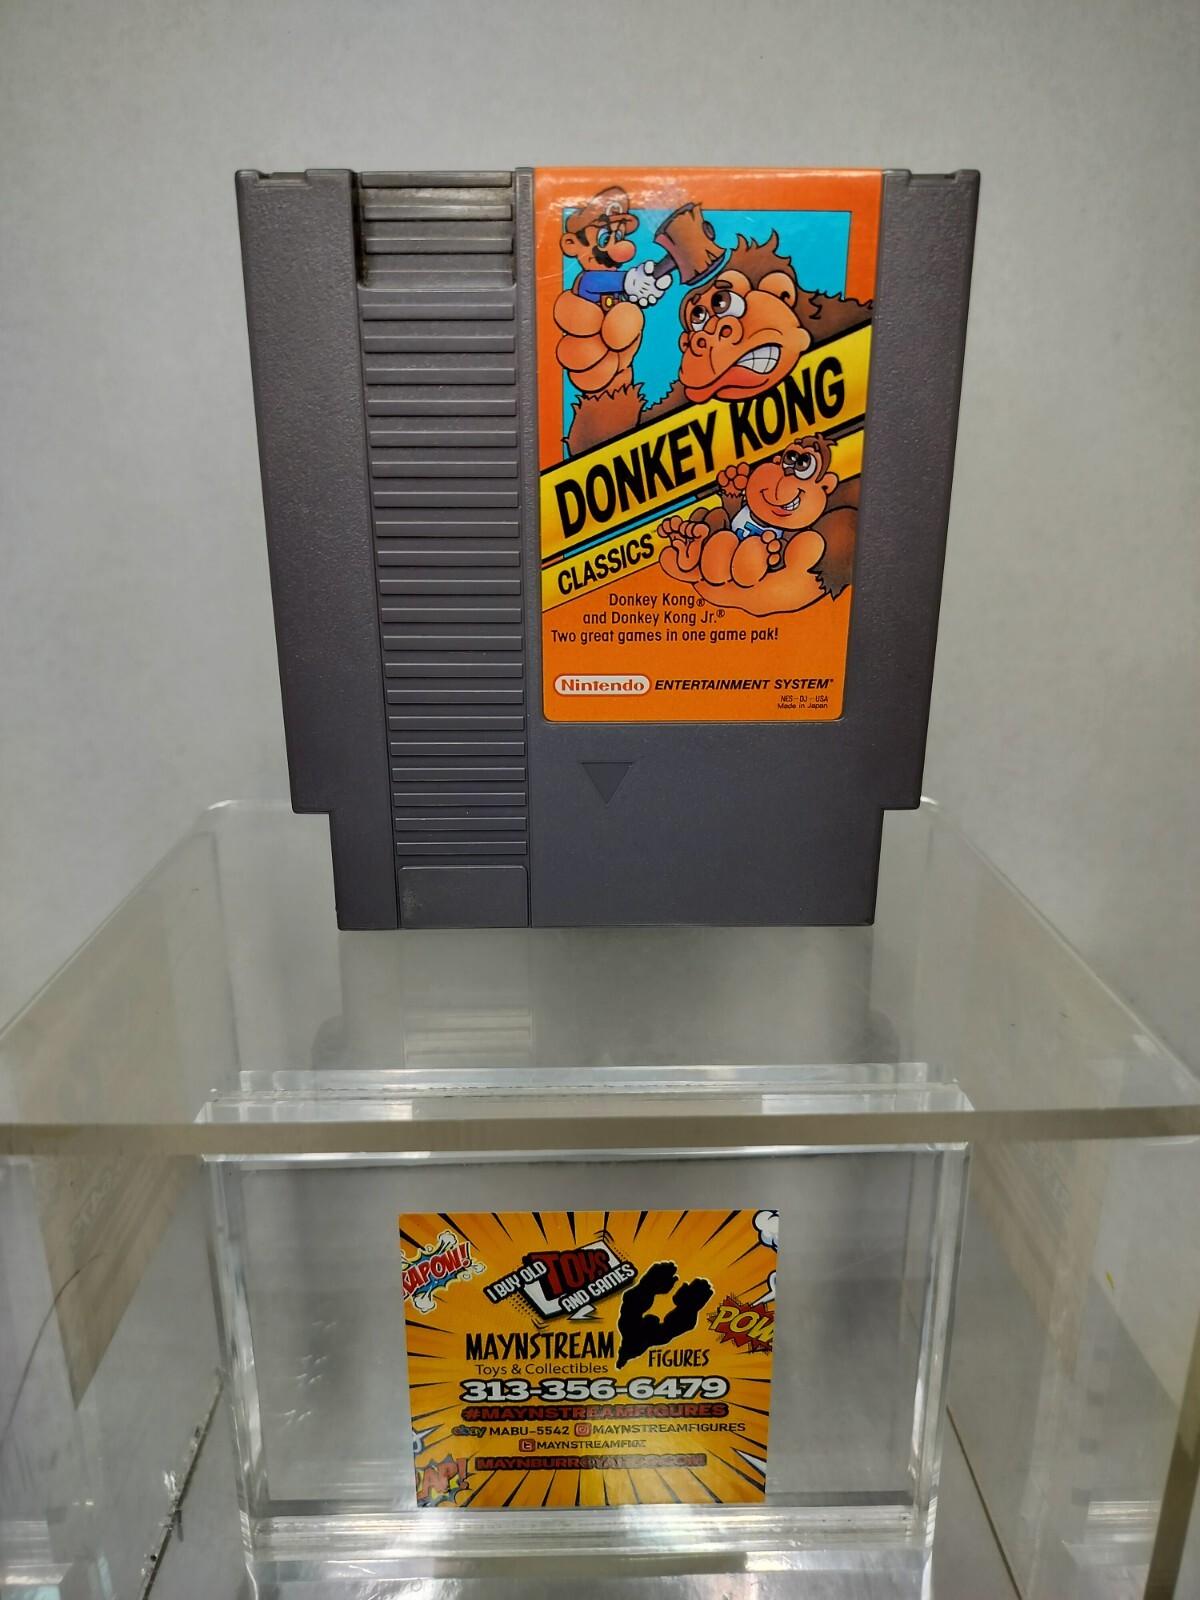 DONKEY KONG
CLASSICS™
Donkey Kong®
and Donkey Kong Jr.®
Two great games in one game pak!
Nintendo ENTERTAINMENT SYSTEM®
NES-DJ-USA
Made in Japan
KAPOW!
I BUY OLD TOYS AND GAMES
POW
MAYNSTREAM FiGURES
Toys & Collectibles
313-356-6479
#MAYNSTREAMFIGURES
ebay MABU-5542 MAYNSTREAMFIGURES